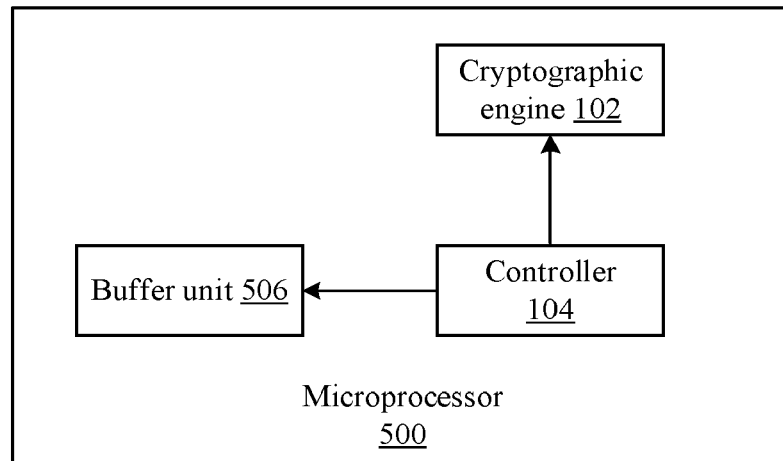 Cryptographic
engine 102
Buffer unit 506
Controller
104
Microprocessor
500